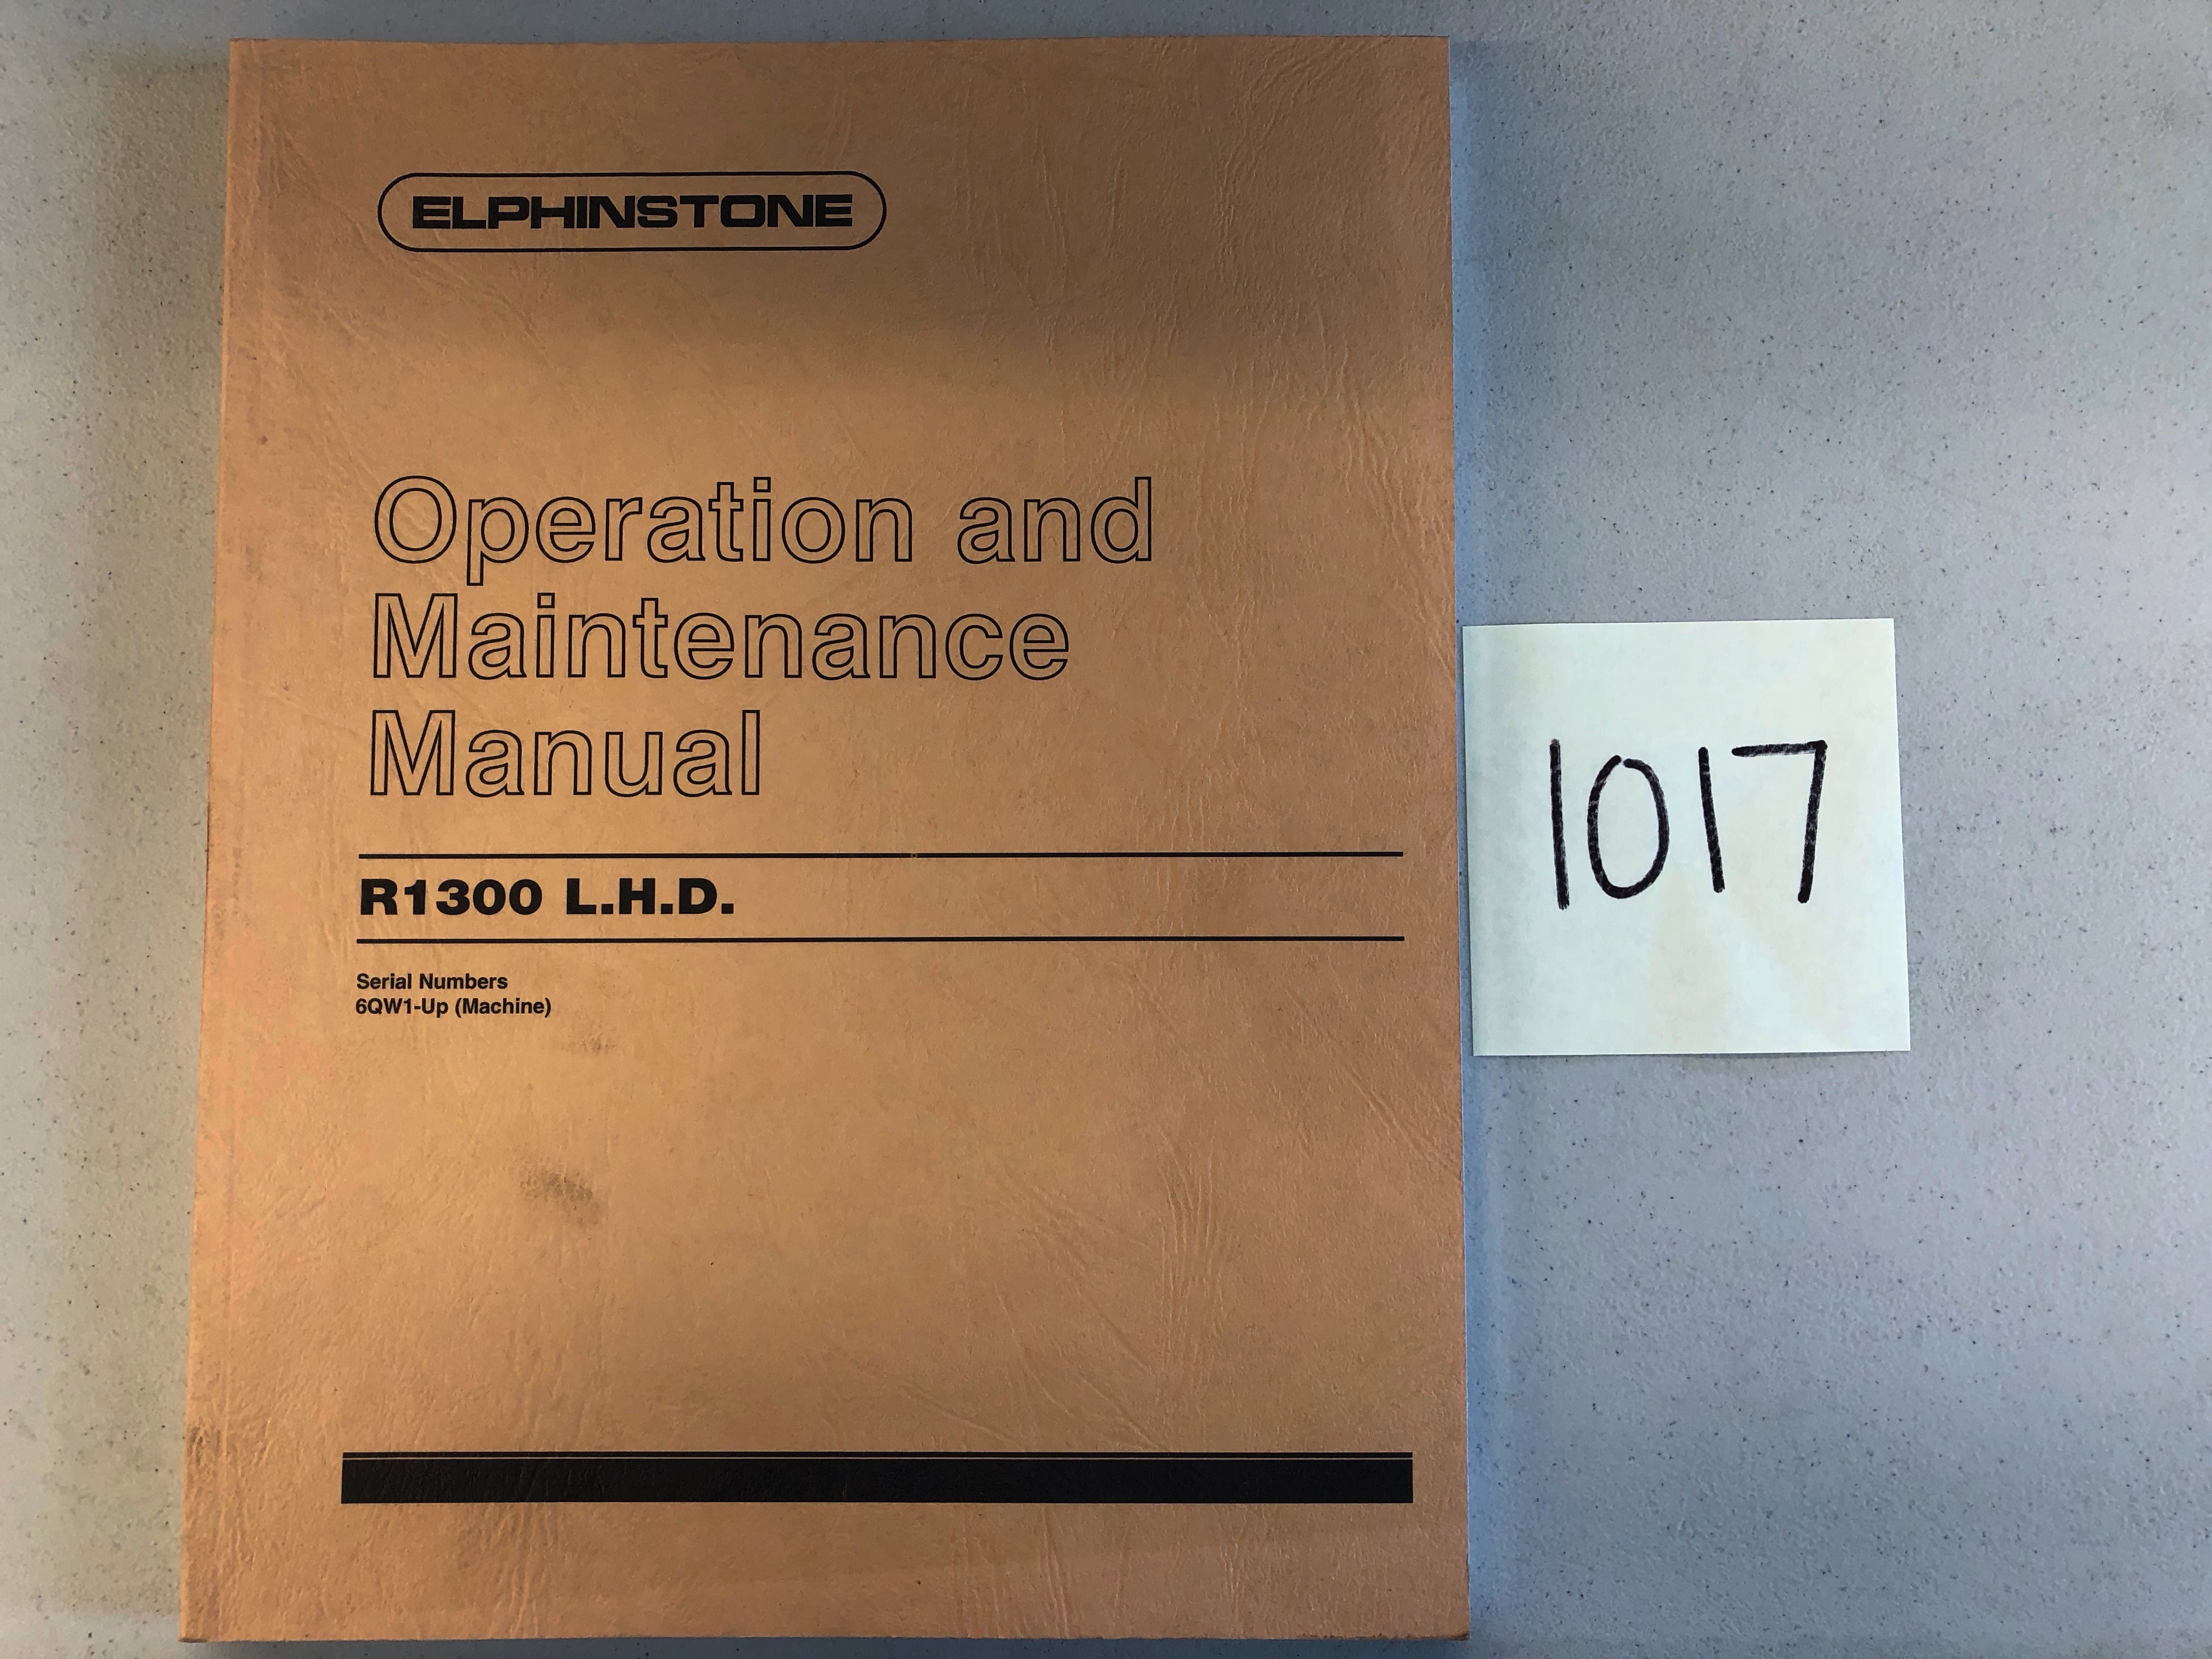 ELPHINSTONE
Operation and
Maintenance
Manual
R1300 L.H.D.
Serial Numbers
6QW1-Up (Machine)
1017